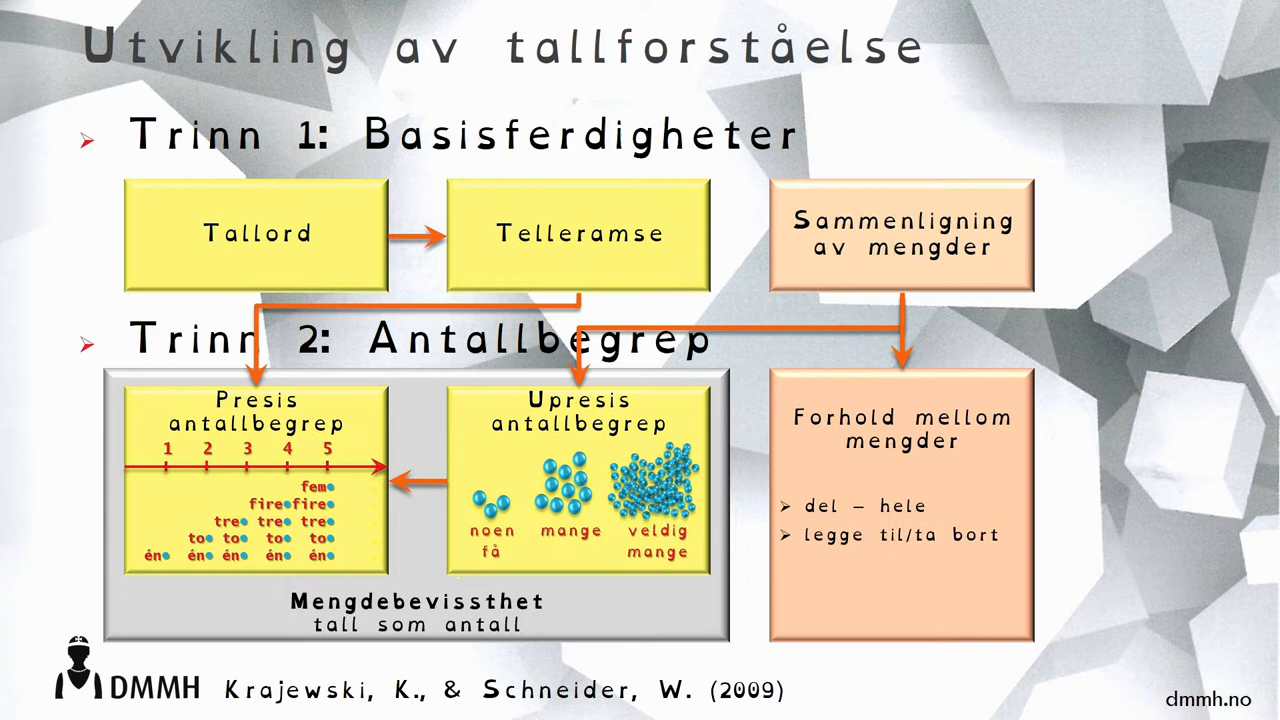 Utvikling av tallforståelse
➢ Trinn 1: Basisferdigheter
Tallord
Telleramse
Sammenligning
av mengder
➢ Trinn 2: Antallbegrep
Presis
antallbegrep
1 2 3 4 5
fem
fire fire
tre tre tre
to to to to
én én én én én
Upresis
antallbegrep
noen
få
mange
veldig
mange
Mengdebevissthet
tall som antall
Forhold mellom
mengder
➢ del – hele
➢ legge til/ta bort
DMMH
Krajewski, K., & Schneider, W. (2009)
dmmh.no